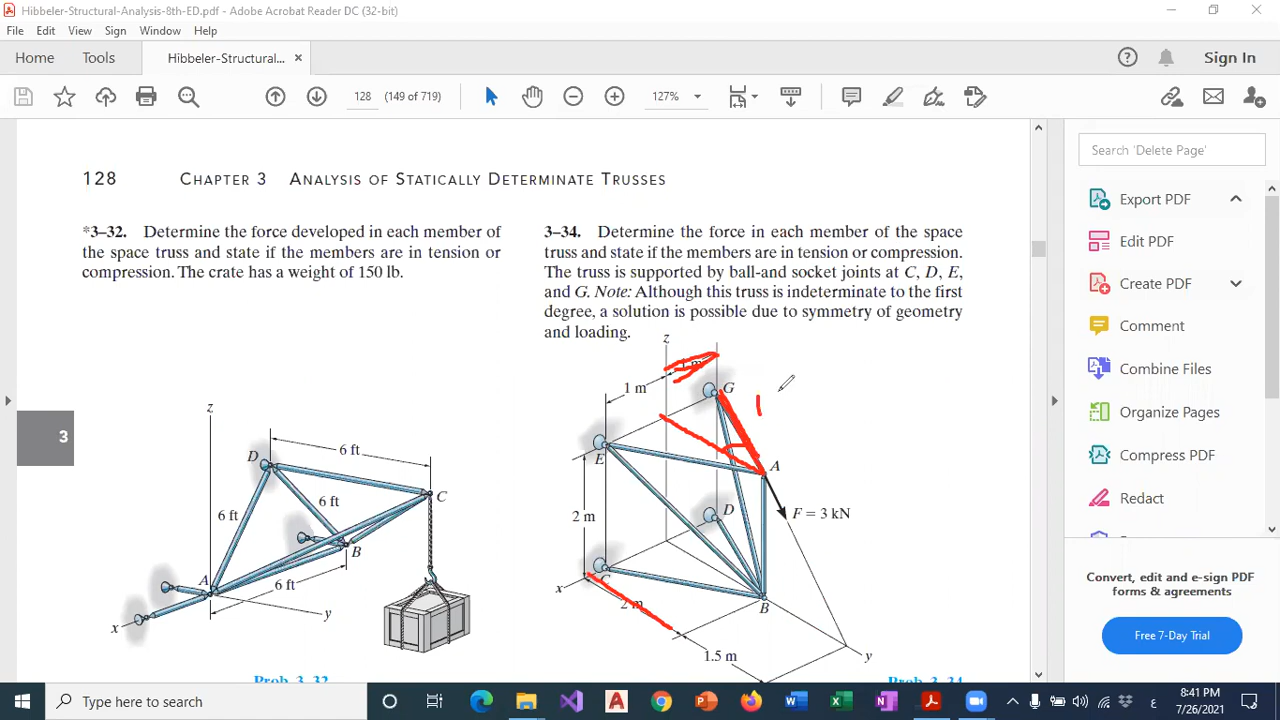 Hibbeler-Structural-Analysis-8th-ED.pdf - Adobe Acrobat Reader DC (32-bit)
File Edit View Sign Window Help
Home Tools Hibbeler-Structural... × Sign In
128 (149 of 719) 127%
128 CHAPTER 3 ANALYSIS OF STATICALLY DETERMINATE TRUSSES
*3–32. Determine the force developed in each member of
the space truss and state if the members are in tension or
compression. The crate has a weight of 150 lb.
3–34. Determine the force in each member of the space
truss and state if the members are in tension or compression.
The truss is supported by ball-and socket joints at C, D, E,
and G. Note: Although this truss is indeterminate to the first
degree, a solution is possible due to symmetry of geometry
and loading.
3
z
D
6 ft
C
6 ft
6 ft
B
A
6 ft
y
x
Prob. 3–32
z
1 m
1 m
G
E
A
2 m
D
F = 3 kN
C
x
2 m
B
1.5 m
y
Prob. 3–34
Search 'Delete Page'
Export PDF
Edit PDF
Create PDF
Comment
Combine Files
Organize Pages
Compress PDF
Redact
Convert, edit and e-sign PDF
forms & agreements
Free 7-Day Trial
Type here to search
ع
8:41 PM
7/26/2021